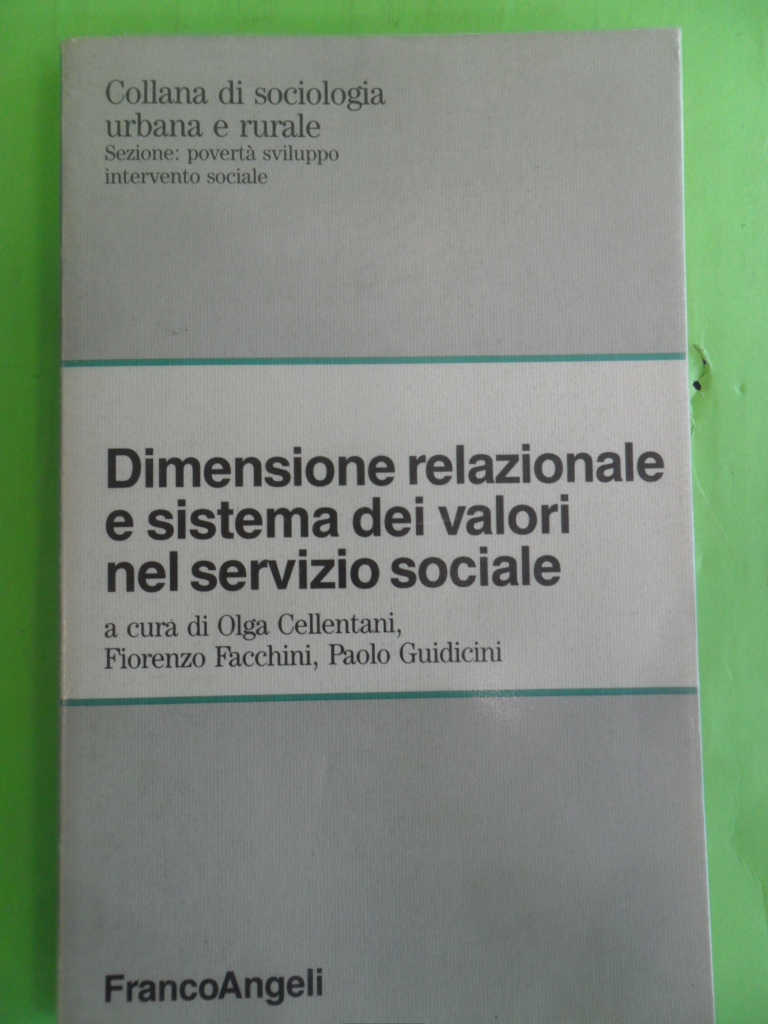 Collana di sociologia
urbana e rurale
Sezione: povertà sviluppo
intervento sociale
Dimensione relazionale
e sistema dei valori
nel servizio sociale
a cura di Olga Cellentani,
Fiorenzo Facchini, Paolo Guidicini
FrancoAngeli